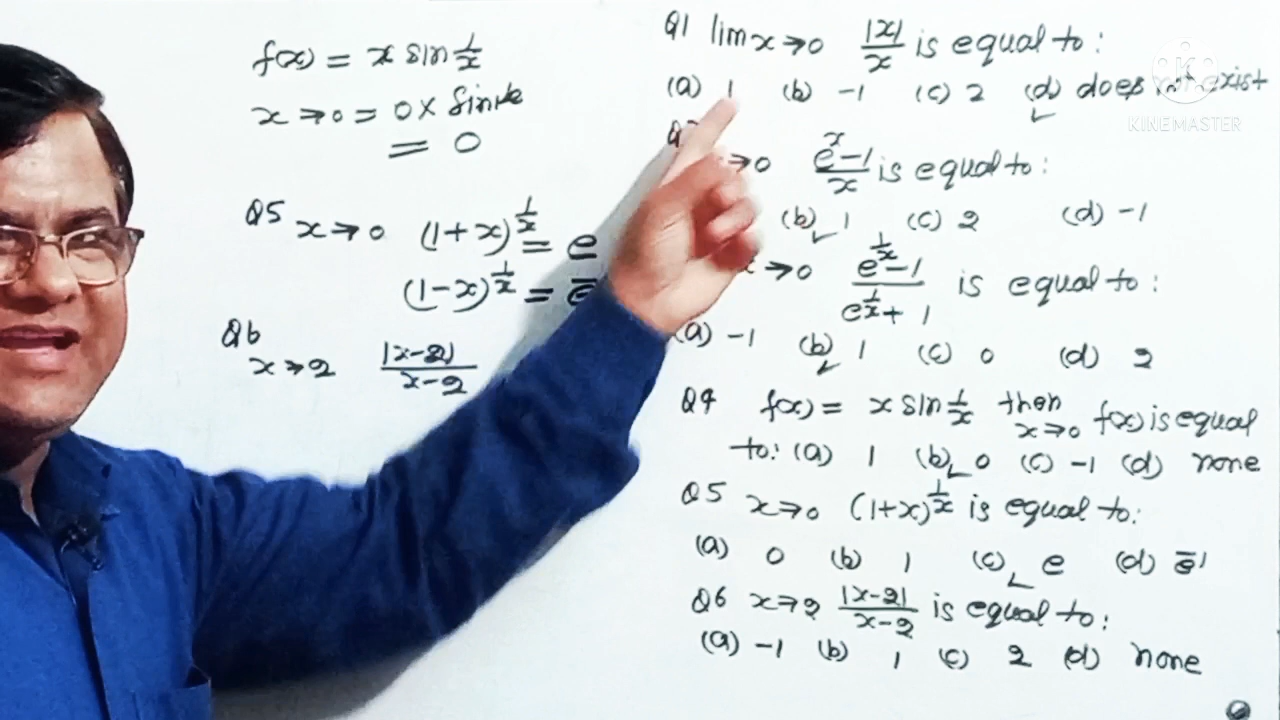 f(x) = x sin 1/x
x → 0 = 0 × finite
= 0
Q5 x → 0 (1+x)^1/x = e
(1-x)^1/x = e
Q6
x → 2 |x-2|/x-2
Q1 lim x → 0 |x|/x is equal to:
(a) 1 (b) -1 (c) 2 (d) does not exist
KINEMASTER
→ 0 e^x-1/x is equal to:
(b) 1 (c) 2 (d) -1
x → 0 e^1/x-1/e^1/x+1 is equal to:
(a) -1 (b) 1 (c) 0 (d) 2
Q4 f(x) = x sin 1/x then x → 0 f(x) is equal
to: (a) 1 (b) 0 (c) -1 (d) none
Q5 x → 0 (1+x)^1/x is equal to:
(a) 0 (b) 1 (c) e (d) e^-1
Q6 x → 2 |x-2|/x-2 is equal to:
(a) -1 (b) 1 (c) 2 (d) none